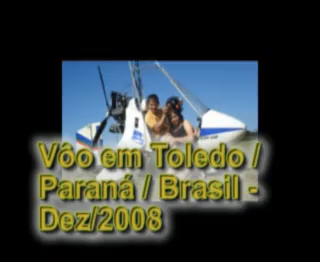 Vôo em Toledo /
Paraná / Brasil -
Dez/2008